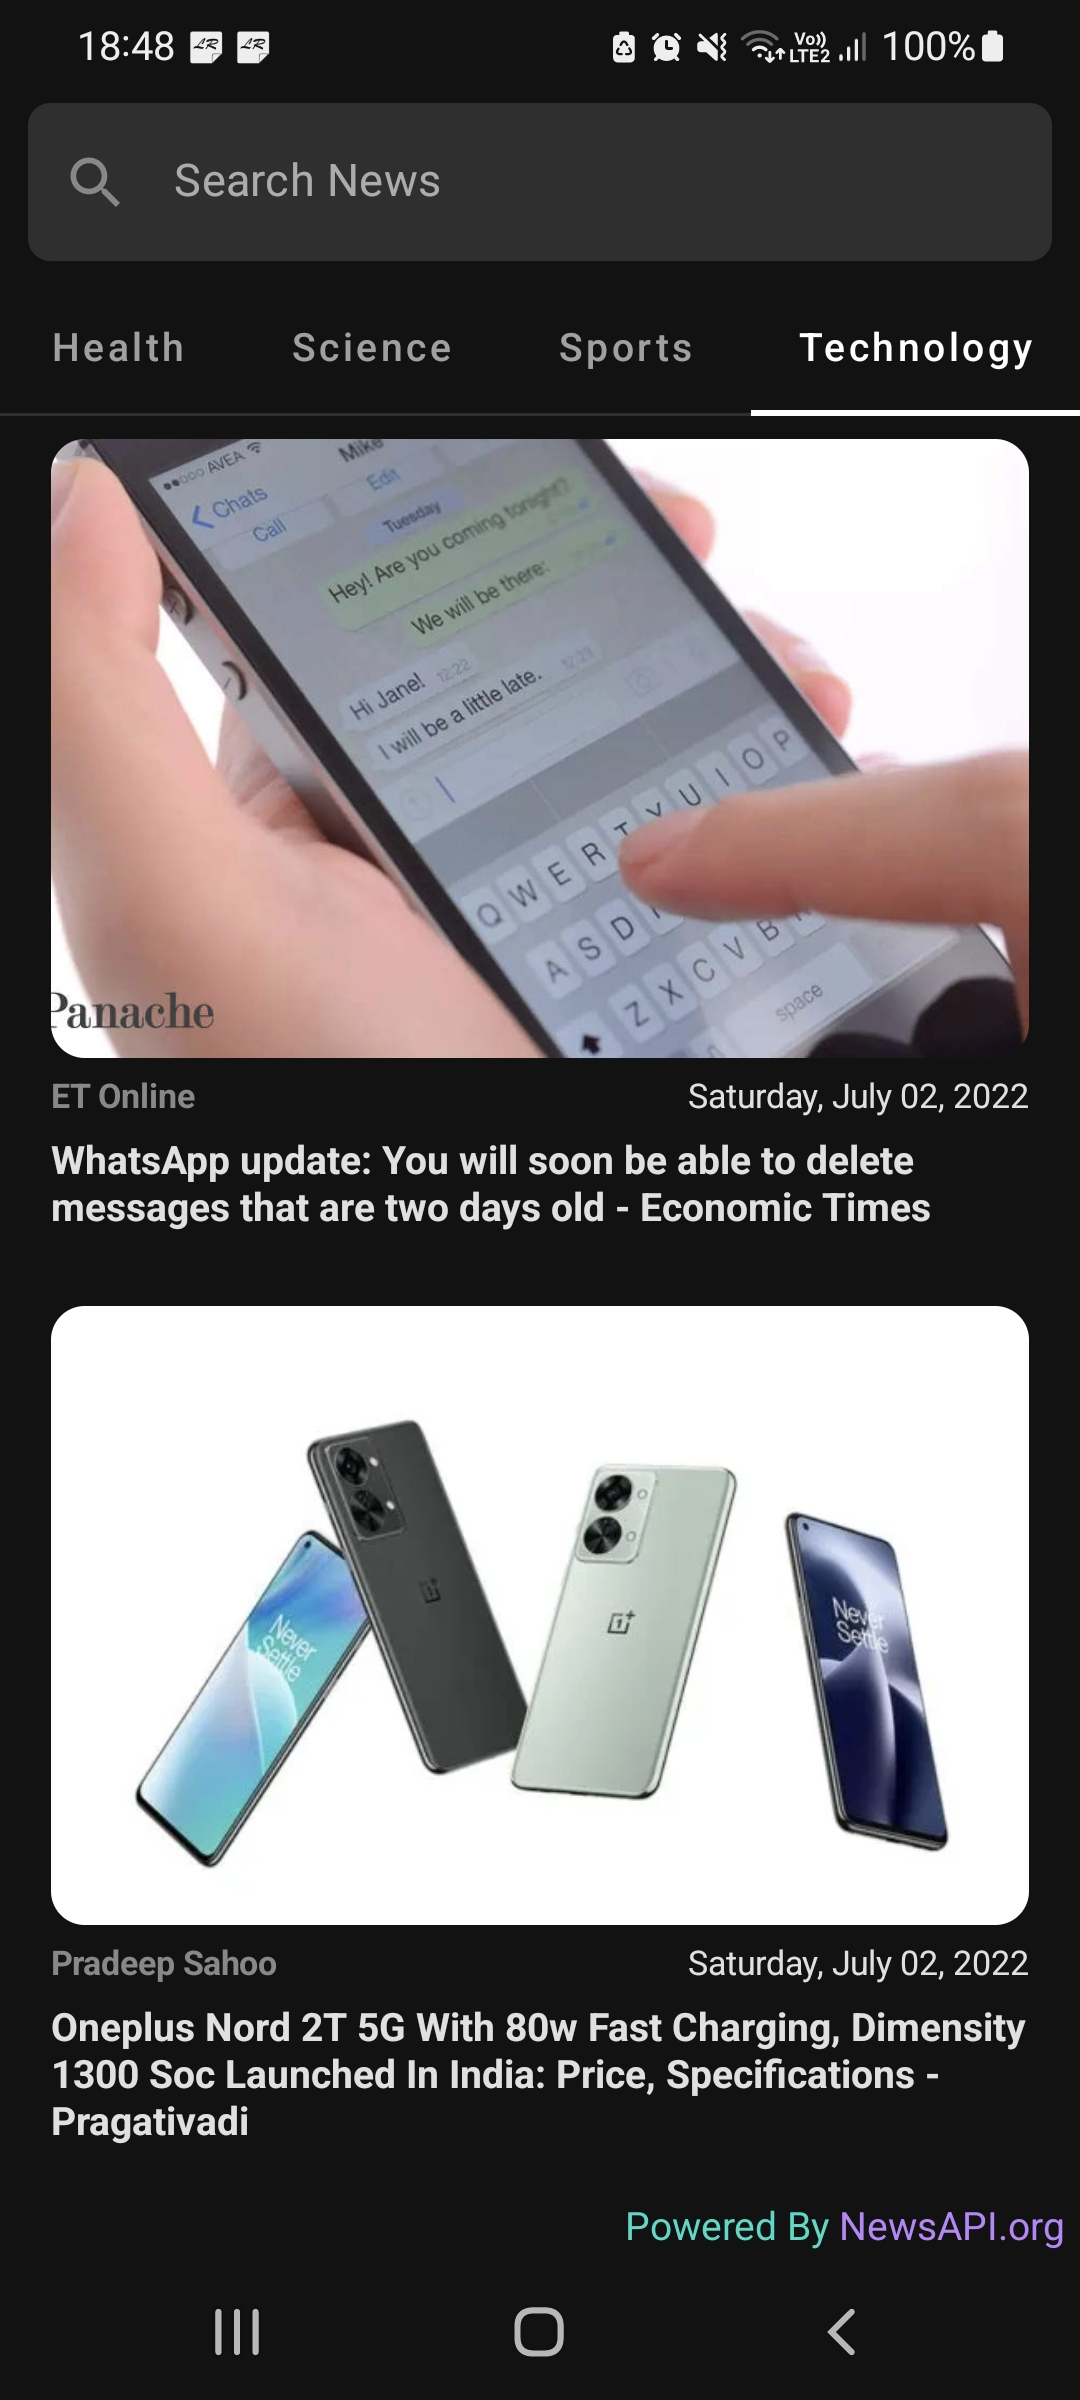 18:48
Vo))
LTE2
100%
Search News
Health Science Sports Technology
AVEA
Mike
Chats
Edit
Call
Tuesday
Hey! Are you coming tonight?
We will be there:
Hi Jane! 12:22
I will be a little late. 12:23
Q W E R T Y U I O P
A S D
Z X C V B N
space
Panache
ET Online Saturday, July 02, 2022
WhatsApp update: You will soon be able to delete
messages that are two days old - Economic Times
Never
Settle
Never
Settle
Pradeep Sahoo Saturday, July 02, 2022
Oneplus Nord 2T 5G With 80w Fast Charging, Dimensity
1300 Soc Launched In India: Price, Specifications -
Pragativadi
Powered By NewsAPI.org